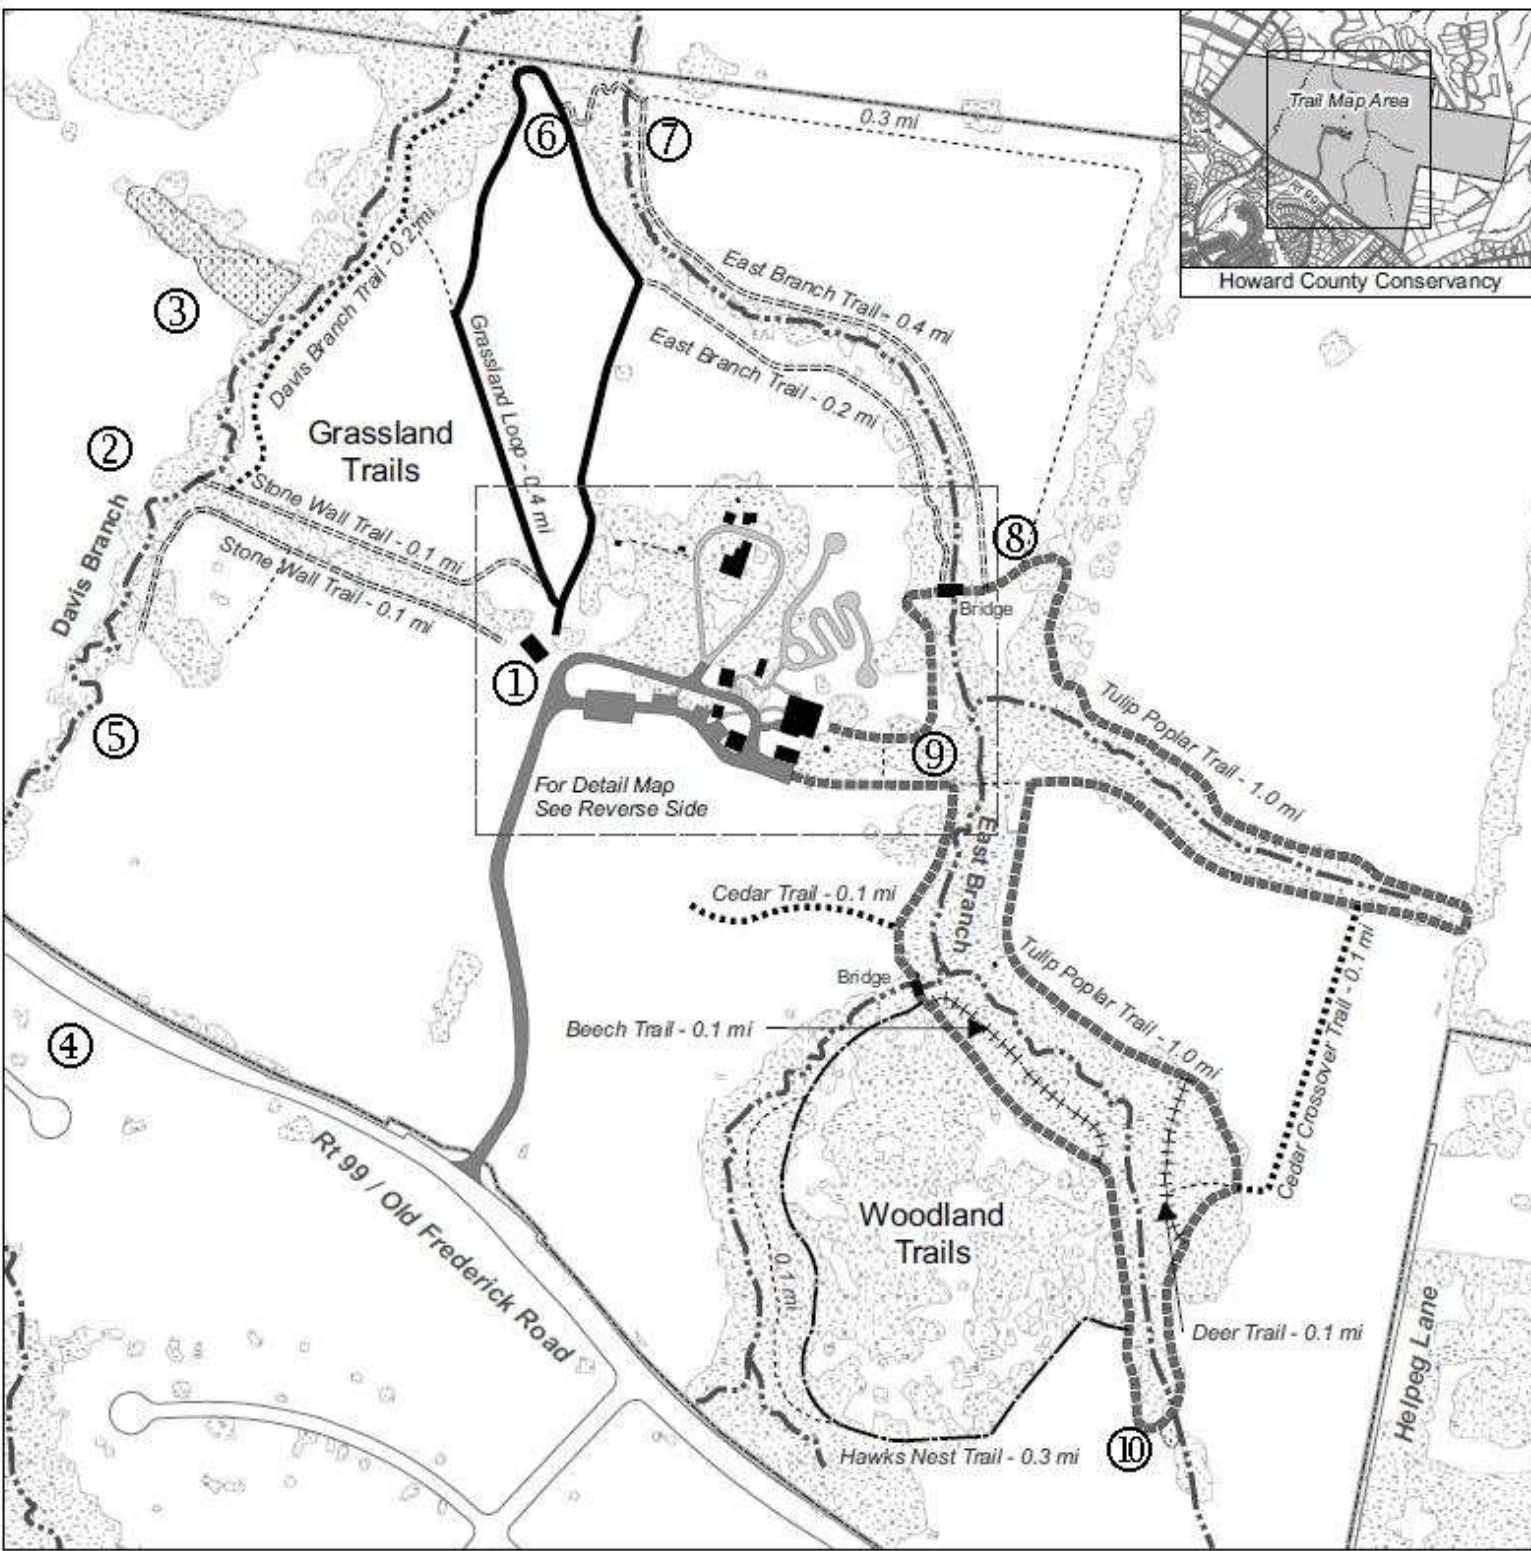 Trail Map Area
Rt 99
Howard County Conservancy
0.3 mi
⑥
⑦
Davis Branch Trail - 0.2 mi
③
East Branch Trail - 0.4 mi
East Branch Trail - 0.2 mi
Grassland Loop - 0.4 mi
Grassland
Trails
②
Stone Wall Trail - 0.1 mi
Stone Wall Trail - 0.1 mi
Davis Branch
⑧
Bridge
①
⑤
⑨
Tulip Poplar Trail - 1.0 mi
For Detail Map
See Reverse Side
East Branch
Cedar Trail - 0.1 mi
Bridge
Tulip Poplar Trail - 1.0 mi
Cedar Crossover Trail - 0.1 mi
Beech Trail - 0.1 mi
④
Rt 99 / Old Frederick Road
Woodland
Trails
0.1 mi
Deer Trail - 0.1 mi
Helpeg Lane
Hawks Nest Trail - 0.3 mi
⑩